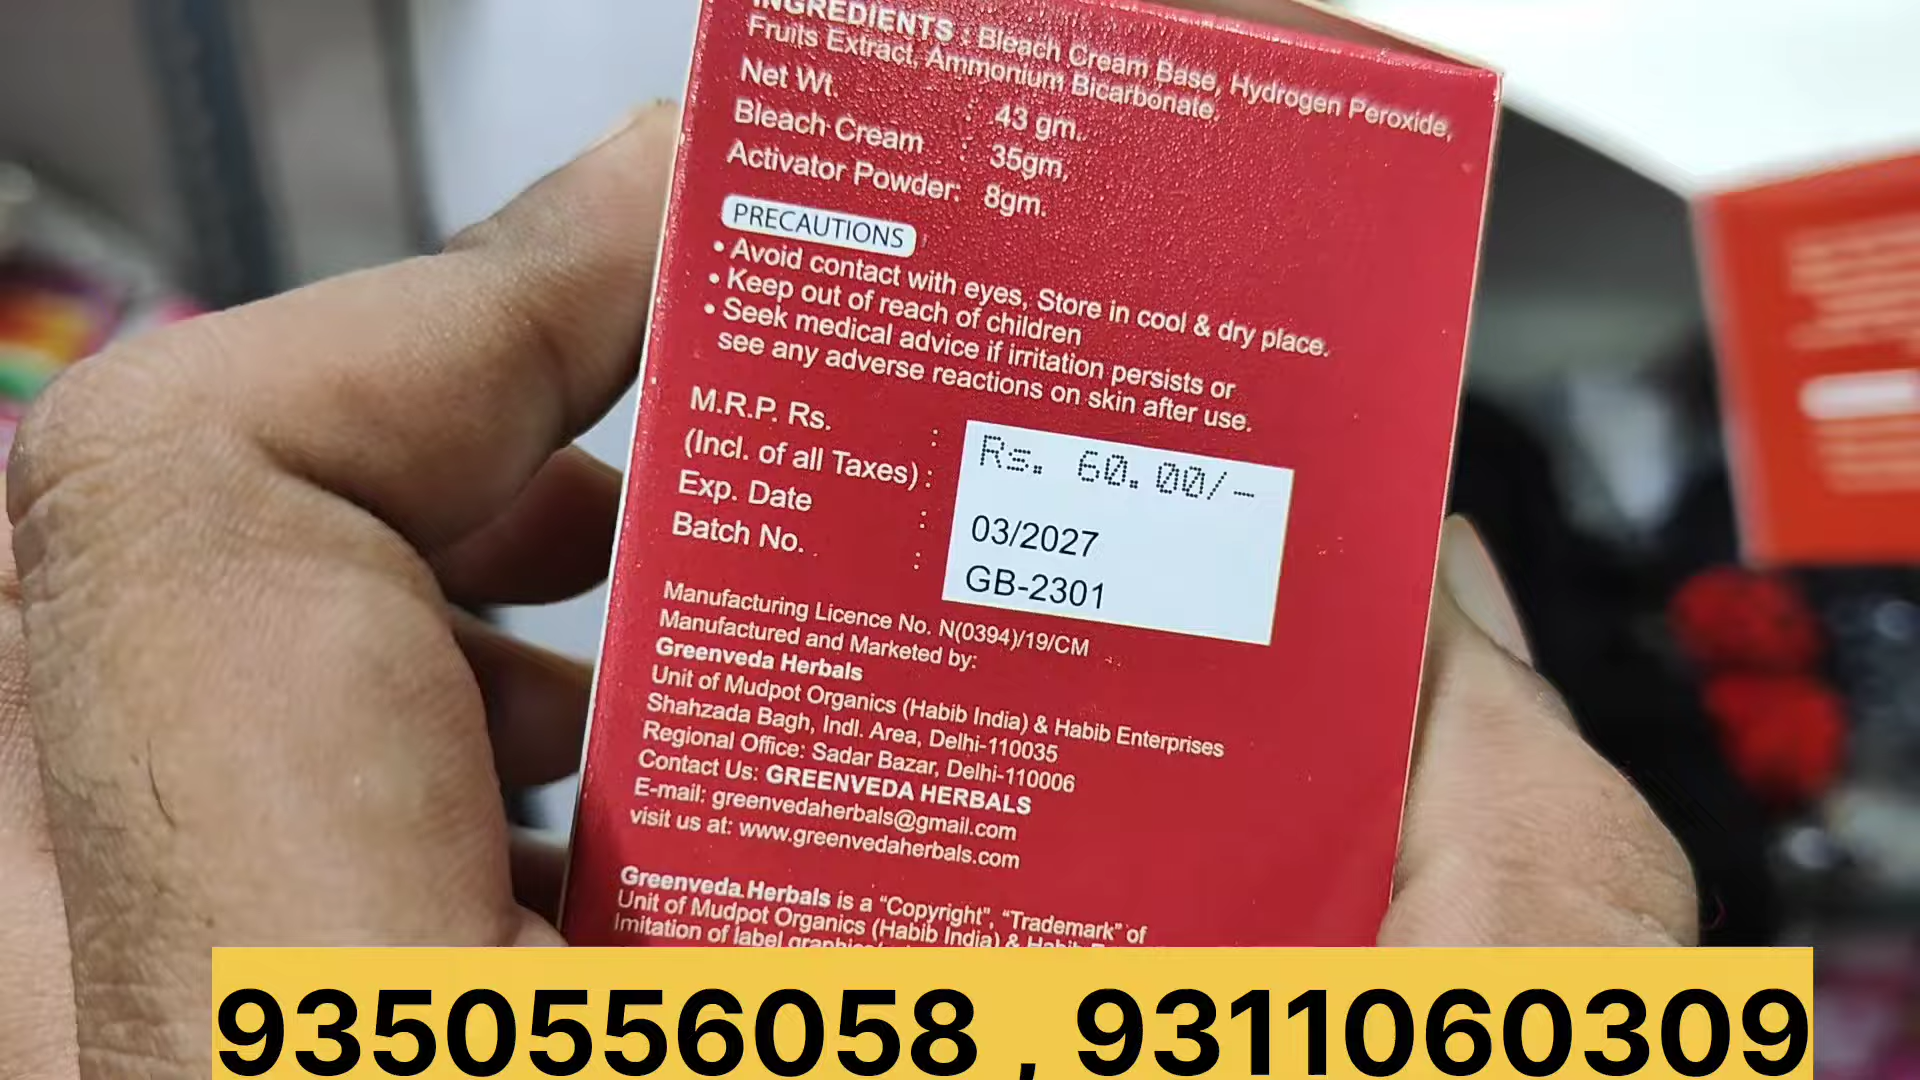 INGREDIENTS : Bleach Cream Base, Hydrogen Peroxide,
Fruits Extract, Ammonium Bicarbonate.
Net Wt. : 43 gm.
Bleach Cream : 35gm,
Activator Powder: 8gm.
PRECAUTIONS
• Avoid contact with eyes, Store in cool & dry place.
• Keep out of reach of children
• Seek medical advice if irritation persists or
see any adverse reactions on skin after use.
M.R.P. Rs. : Rs. 60.00/-
(Incl. of all Taxes) :
Exp. Date : 03/2027
Batch No. : GB-2301
Manufacturing Licence No. N(0394)/19/CM
Manufactured and Marketed by:
Greenveda Herbals
Unit of Mudpot Organics (Habib India) & Habib Enterprises
Shahzada Bagh, Indl. Area, Delhi-110035
Regional Office: Sadar Bazar, Delhi-110006
Contact Us: GREENVEDA HERBALS
E-mail: greenvedaherbals@gmail.com
visit us at: www.greenvedaherbals.com
Greenveda Herbals is a "Copyright", "Trademark" of
Unit of Mudpot Organics (Habib India) & Habib
Imitation of label
9350556058 , 9311060309